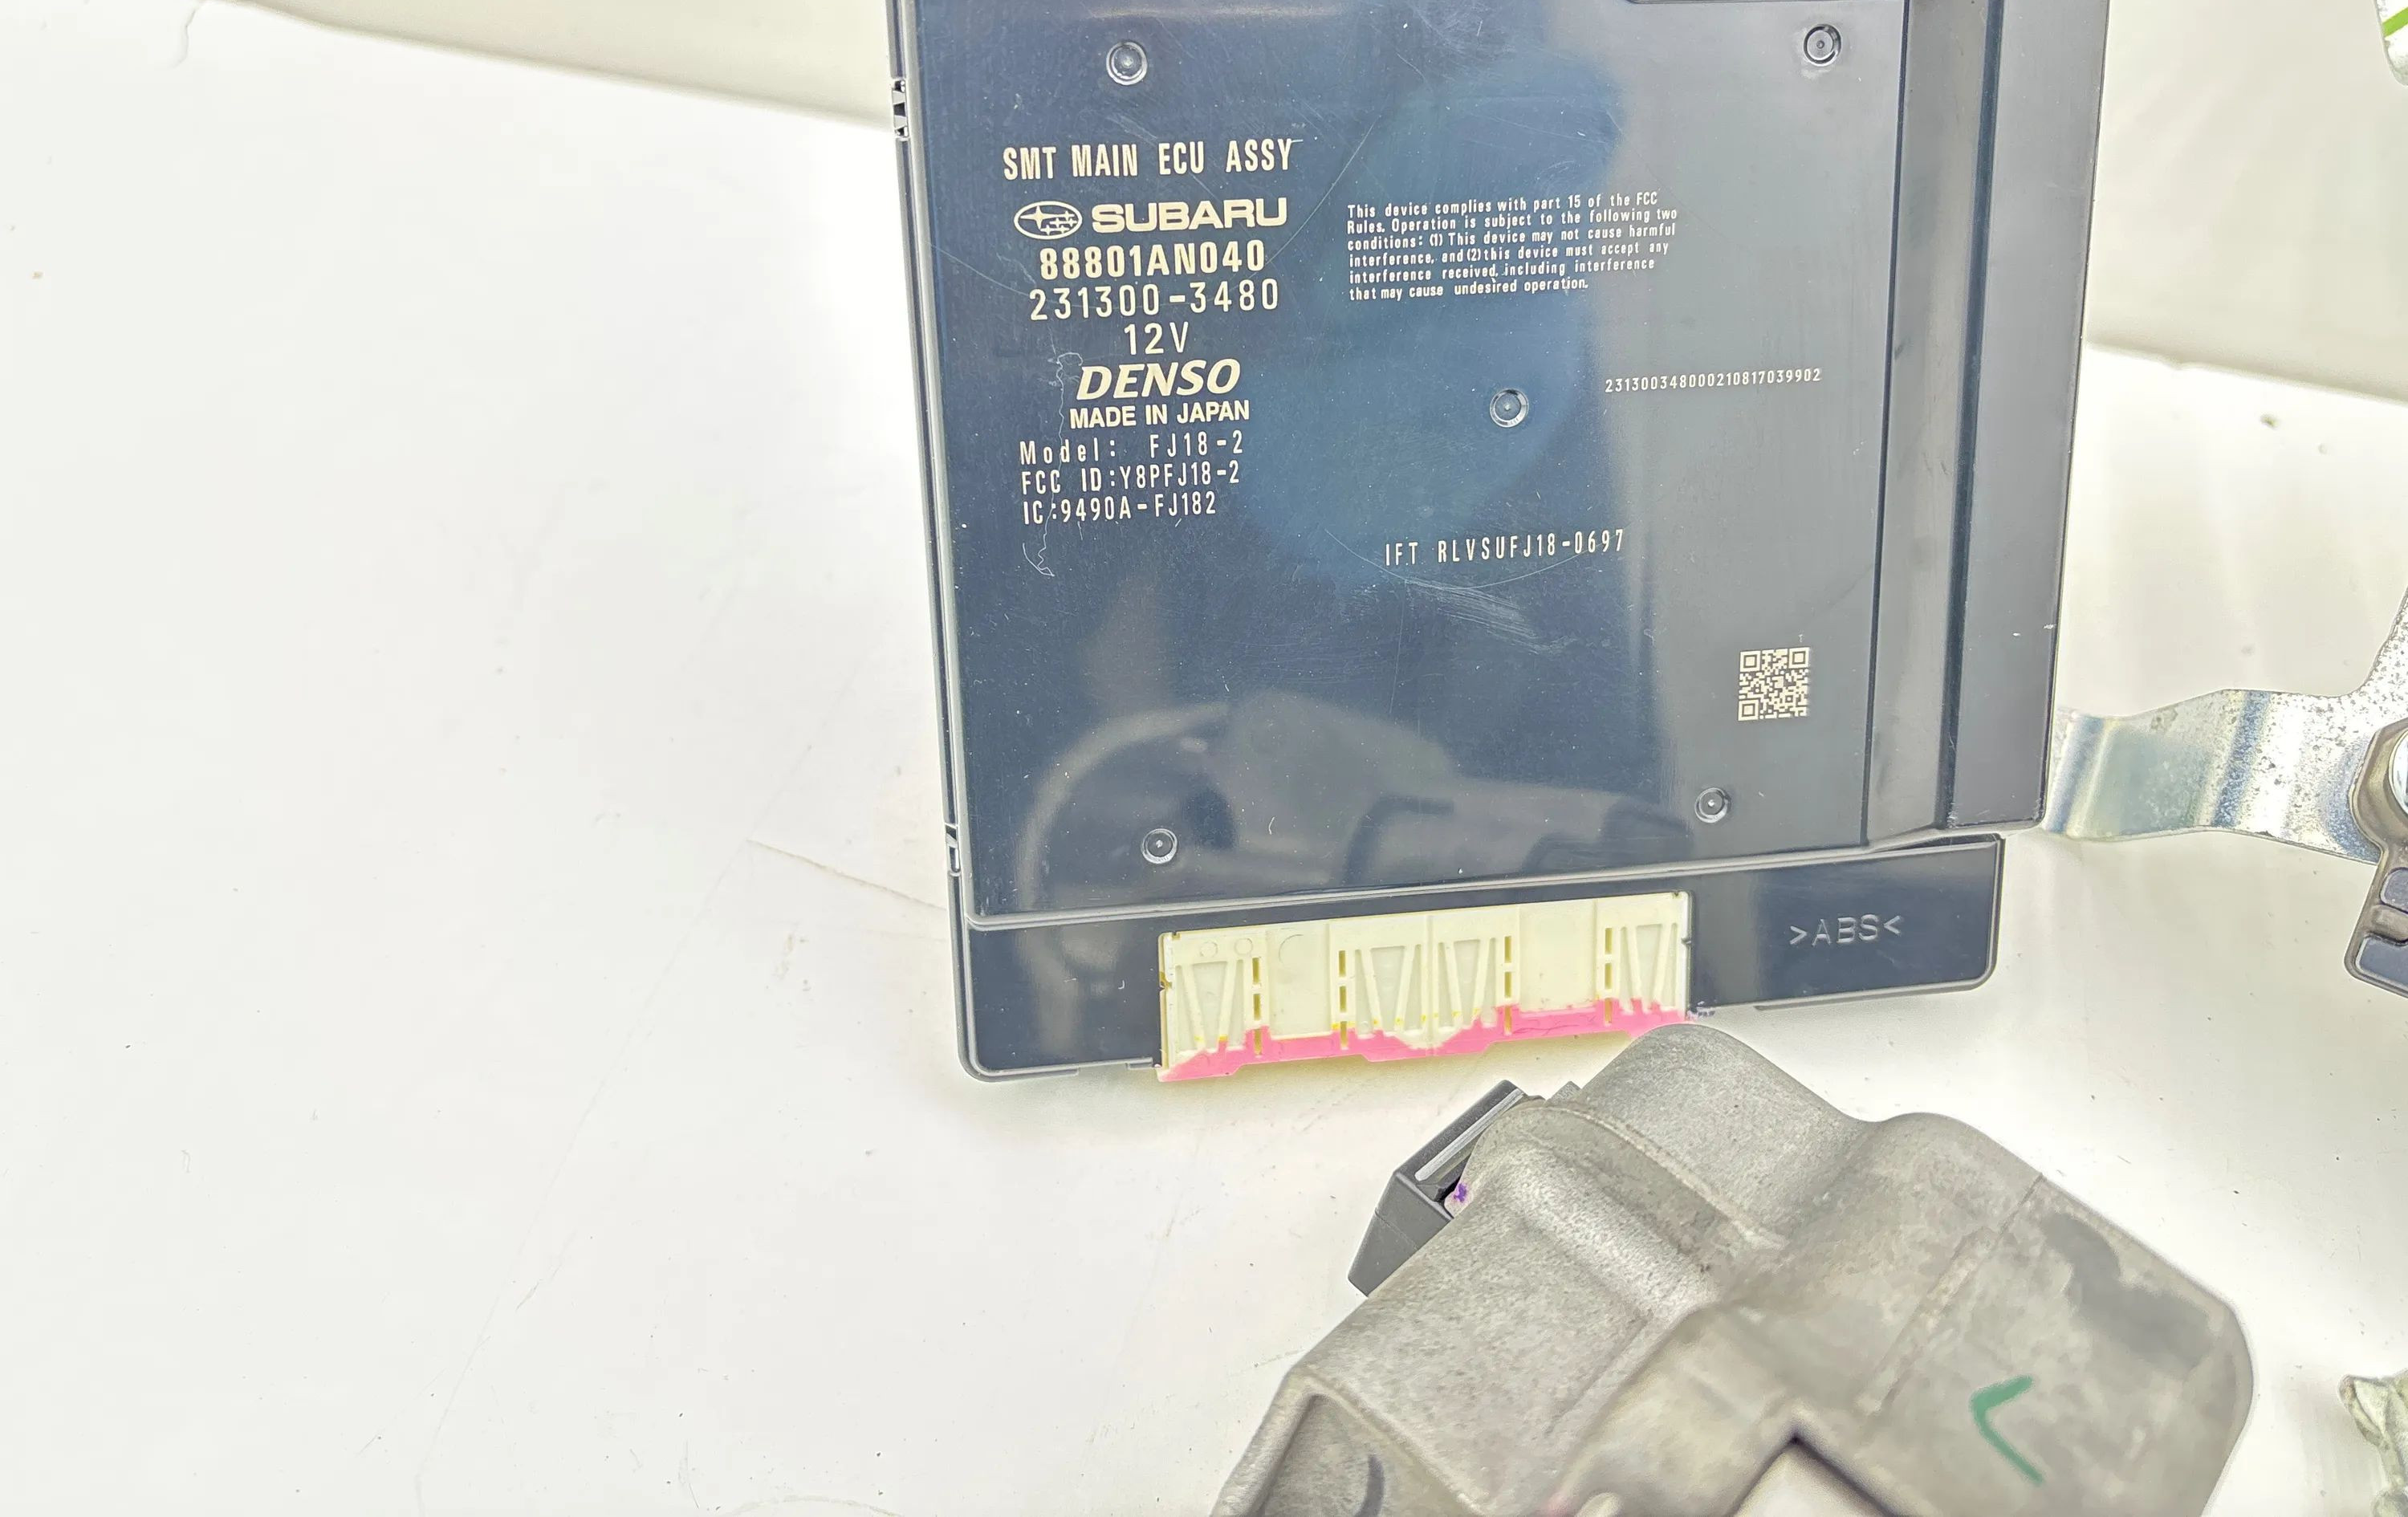 SMT MAIN ECU ASSY
SUBARU
88801AN040
231300-3480
12V
DENSO
MADE IN JAPAN
Model: FJ18-2
FCC ID:Y8PFJ18-2
IC:9490A-FJ182
This device complies with part 15 of the FCC
Rules. Operation is subject to the following two
conditions: (1) This device may not cause harmful
interference, and (2) this device must accept any
interference received, including interference
that may cause undesired operation.
231300348000210817039902
IFT RLVSUFJ18-0697
>ABS<